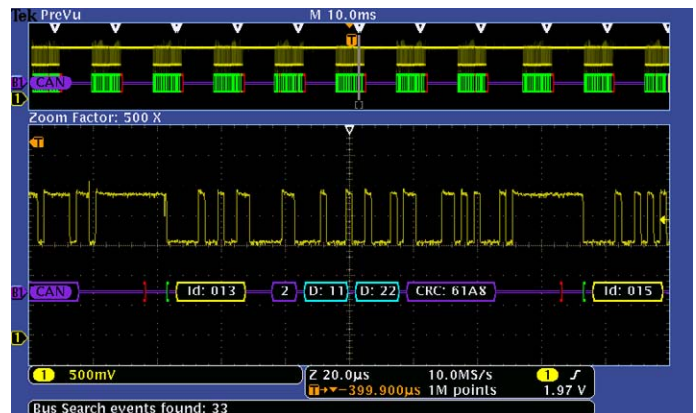 Tek PreVu M 10.0ms
T
B1 CAN
1
Zoom Factor: 500 X
T
B1 CAN Id: 013 2 D: 11 D: 22 CRC: 61A8 Id: 015
1
1 500mV Z 20.0µs 10.0MS/s 1
T→▾−399.900µs 1M points 1.97 V
Bus Search events found: 33